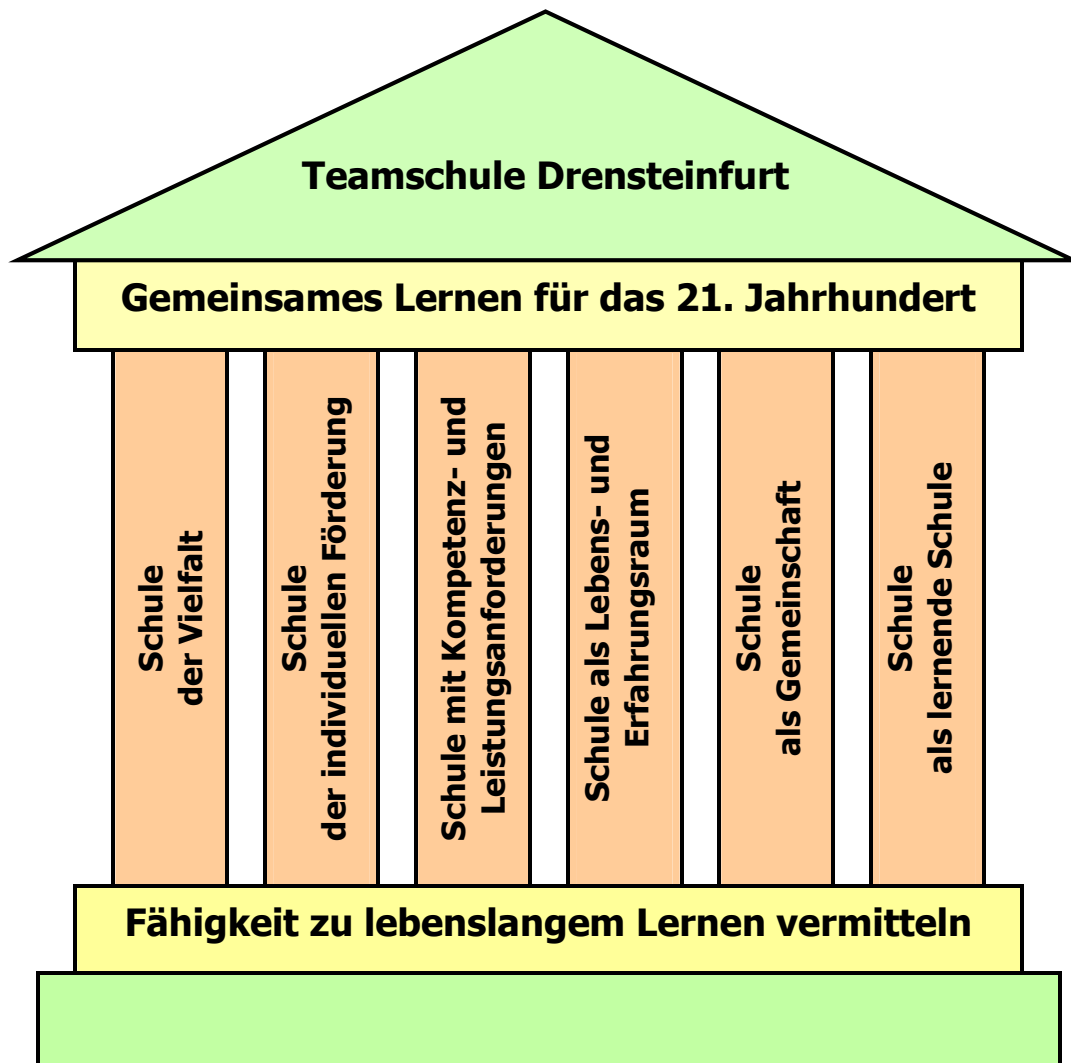 Teamschule Drensteinfurt
Gemeinsames Lernen für das 21. Jahrhundert
Schule
der Vielfalt
Schule
der individuellen Förderung
Schule mit Kompetenz- und
Leistungsanforderungen
Schule als Lebens- und
Erfahrungsraum
Schule
als Gemeinschaft
Schule
als lernende Schule
Fähigkeit zu lebenslangem Lernen vermitteln